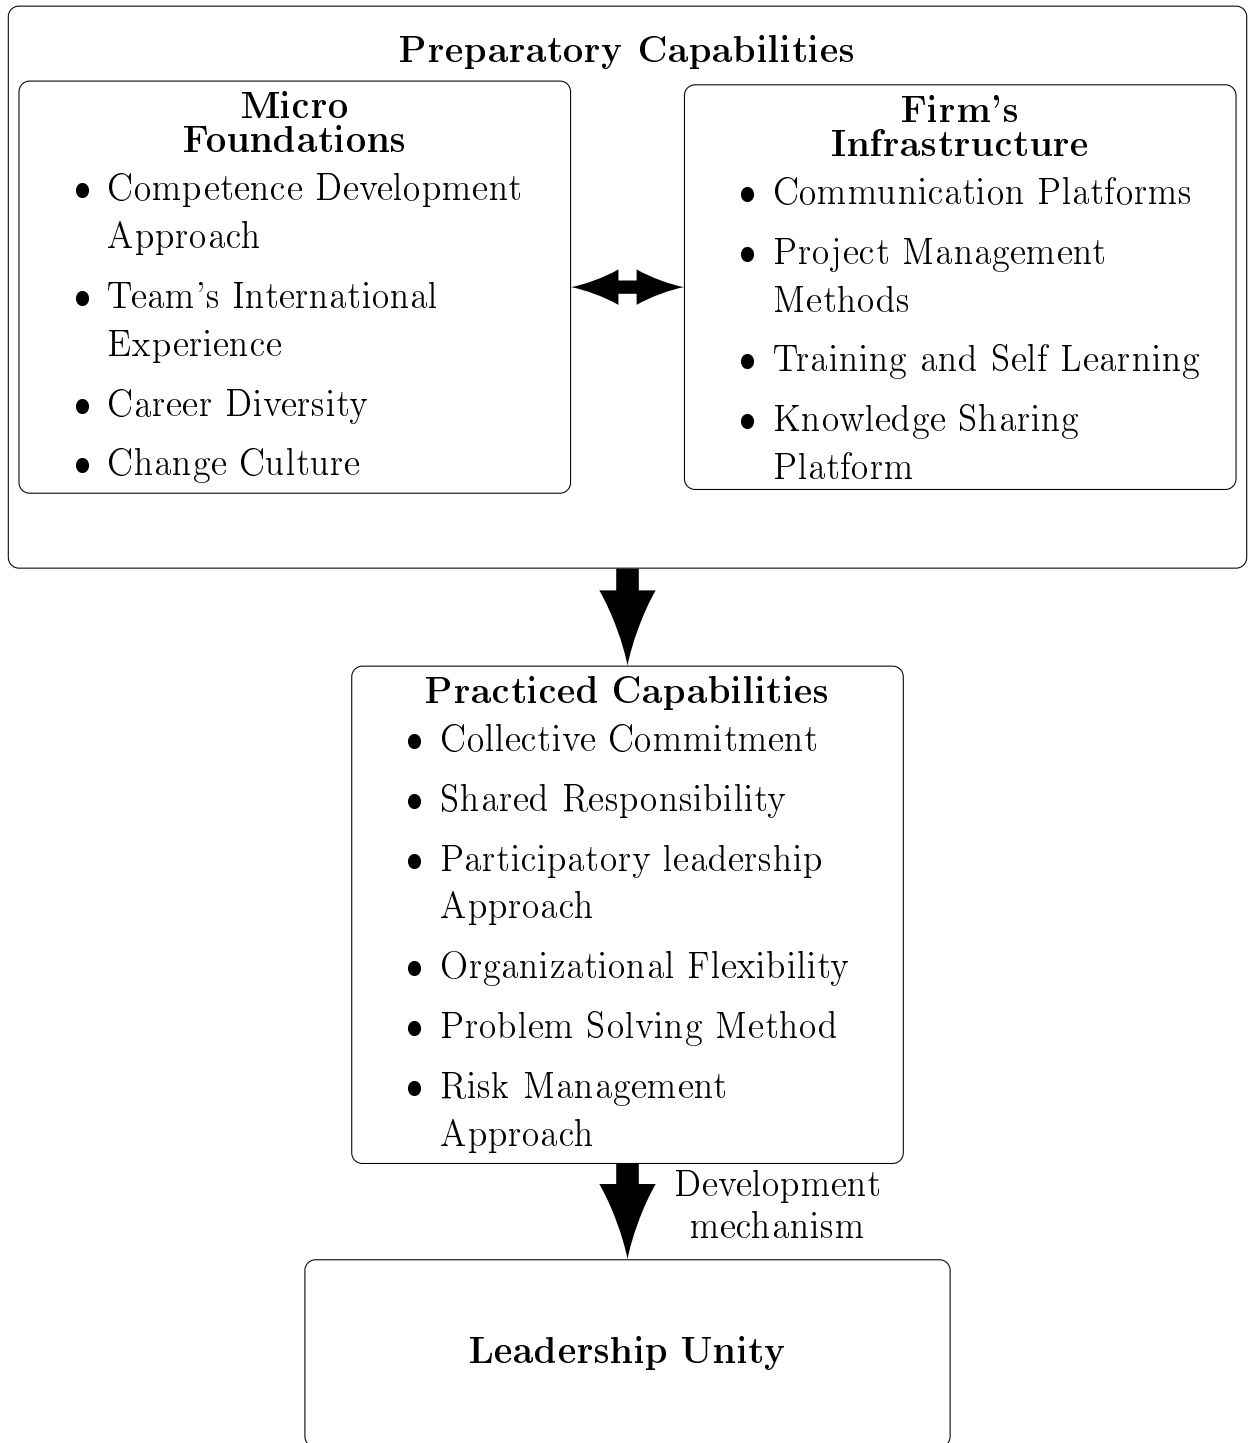 Preparatory Capabilities
Micro
Foundations
• Competence Development
Approach
• Team's International
Experience
• Career Diversity
• Change Culture
Firm's
Infrastructure
• Communication Platforms
• Project Management
Methods
• Training and Self Learning
• Knowledge Sharing
Platform
Practiced Capabilities
• Collective Commitment
• Shared Responsibility
• Participatory leadership
Approach
• Organizational Flexibility
• Problem Solving Method
• Risk Management
Approach
Development
mechanism
Leadership Unity